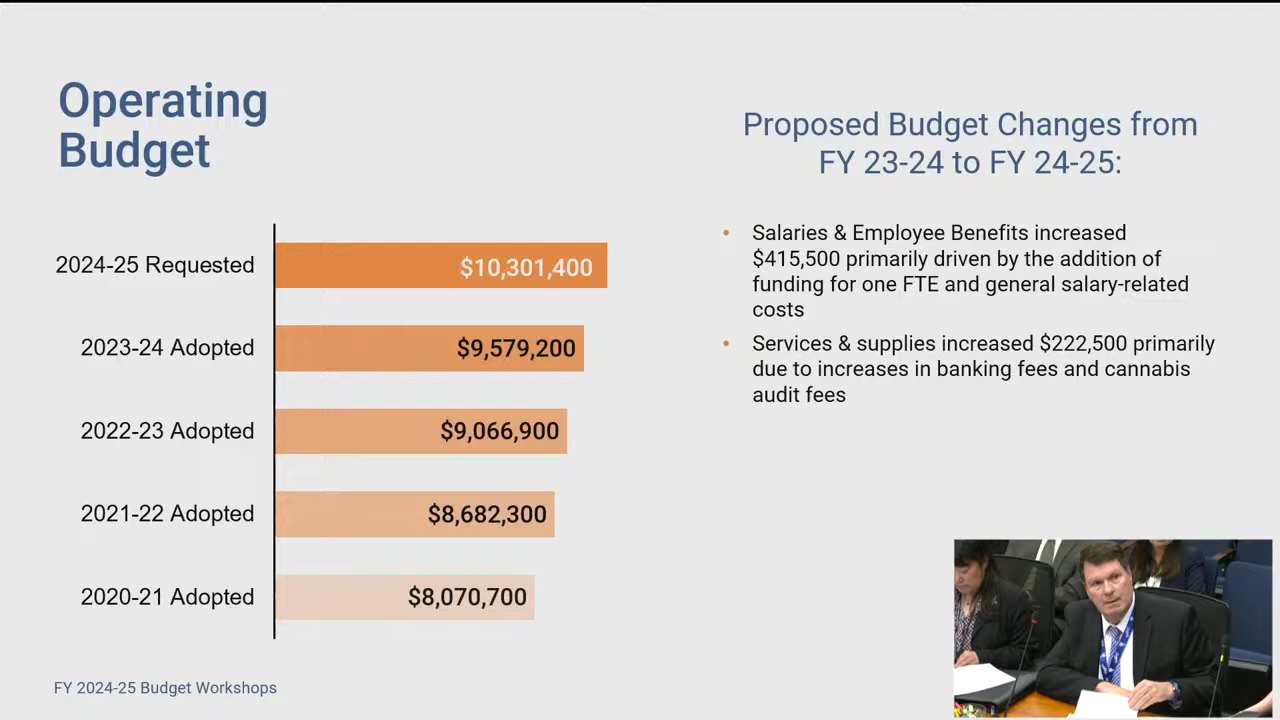 Operating
Budget
Proposed Budget Changes from
FY 23-24 to FY 24-25:
2024-25 Requested
$10,301,400
2023-24 Adopted
$9,579,200
2022-23 Adopted
$9,066,900
2021-22 Adopted
$8,682,300
2020-21 Adopted
$8,070,700
• Salaries & Employee Benefits increased
$415,500 primarily driven by the addition of
funding for one FTE and general salary-related
costs
• Services & supplies increased $222,500 primarily
due to increases in banking fees and cannabis
audit fees
FY 2024-25 Budget Workshops